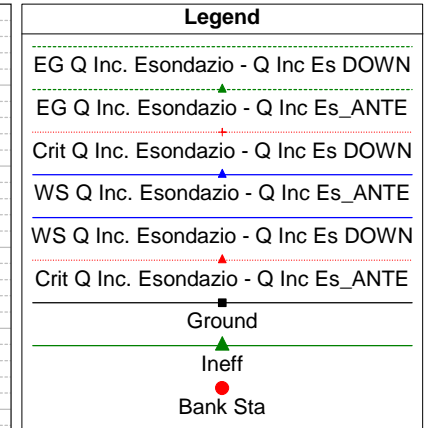 Legend
EG Q Inc. Esondazio - Q Inc Es DOWN
EG Q Inc. Esondazio - Q Inc Es_ANTE
Crit Q Inc. Esondazio - Q Inc Es DOWN
WS Q Inc. Esondazio - Q Inc Es_ANTE
WS Q Inc. Esondazio - Q Inc Es DOWN
Crit Q Inc. Esondazio - Q Inc Es_ANTE
Ground
Ineff
Bank Sta